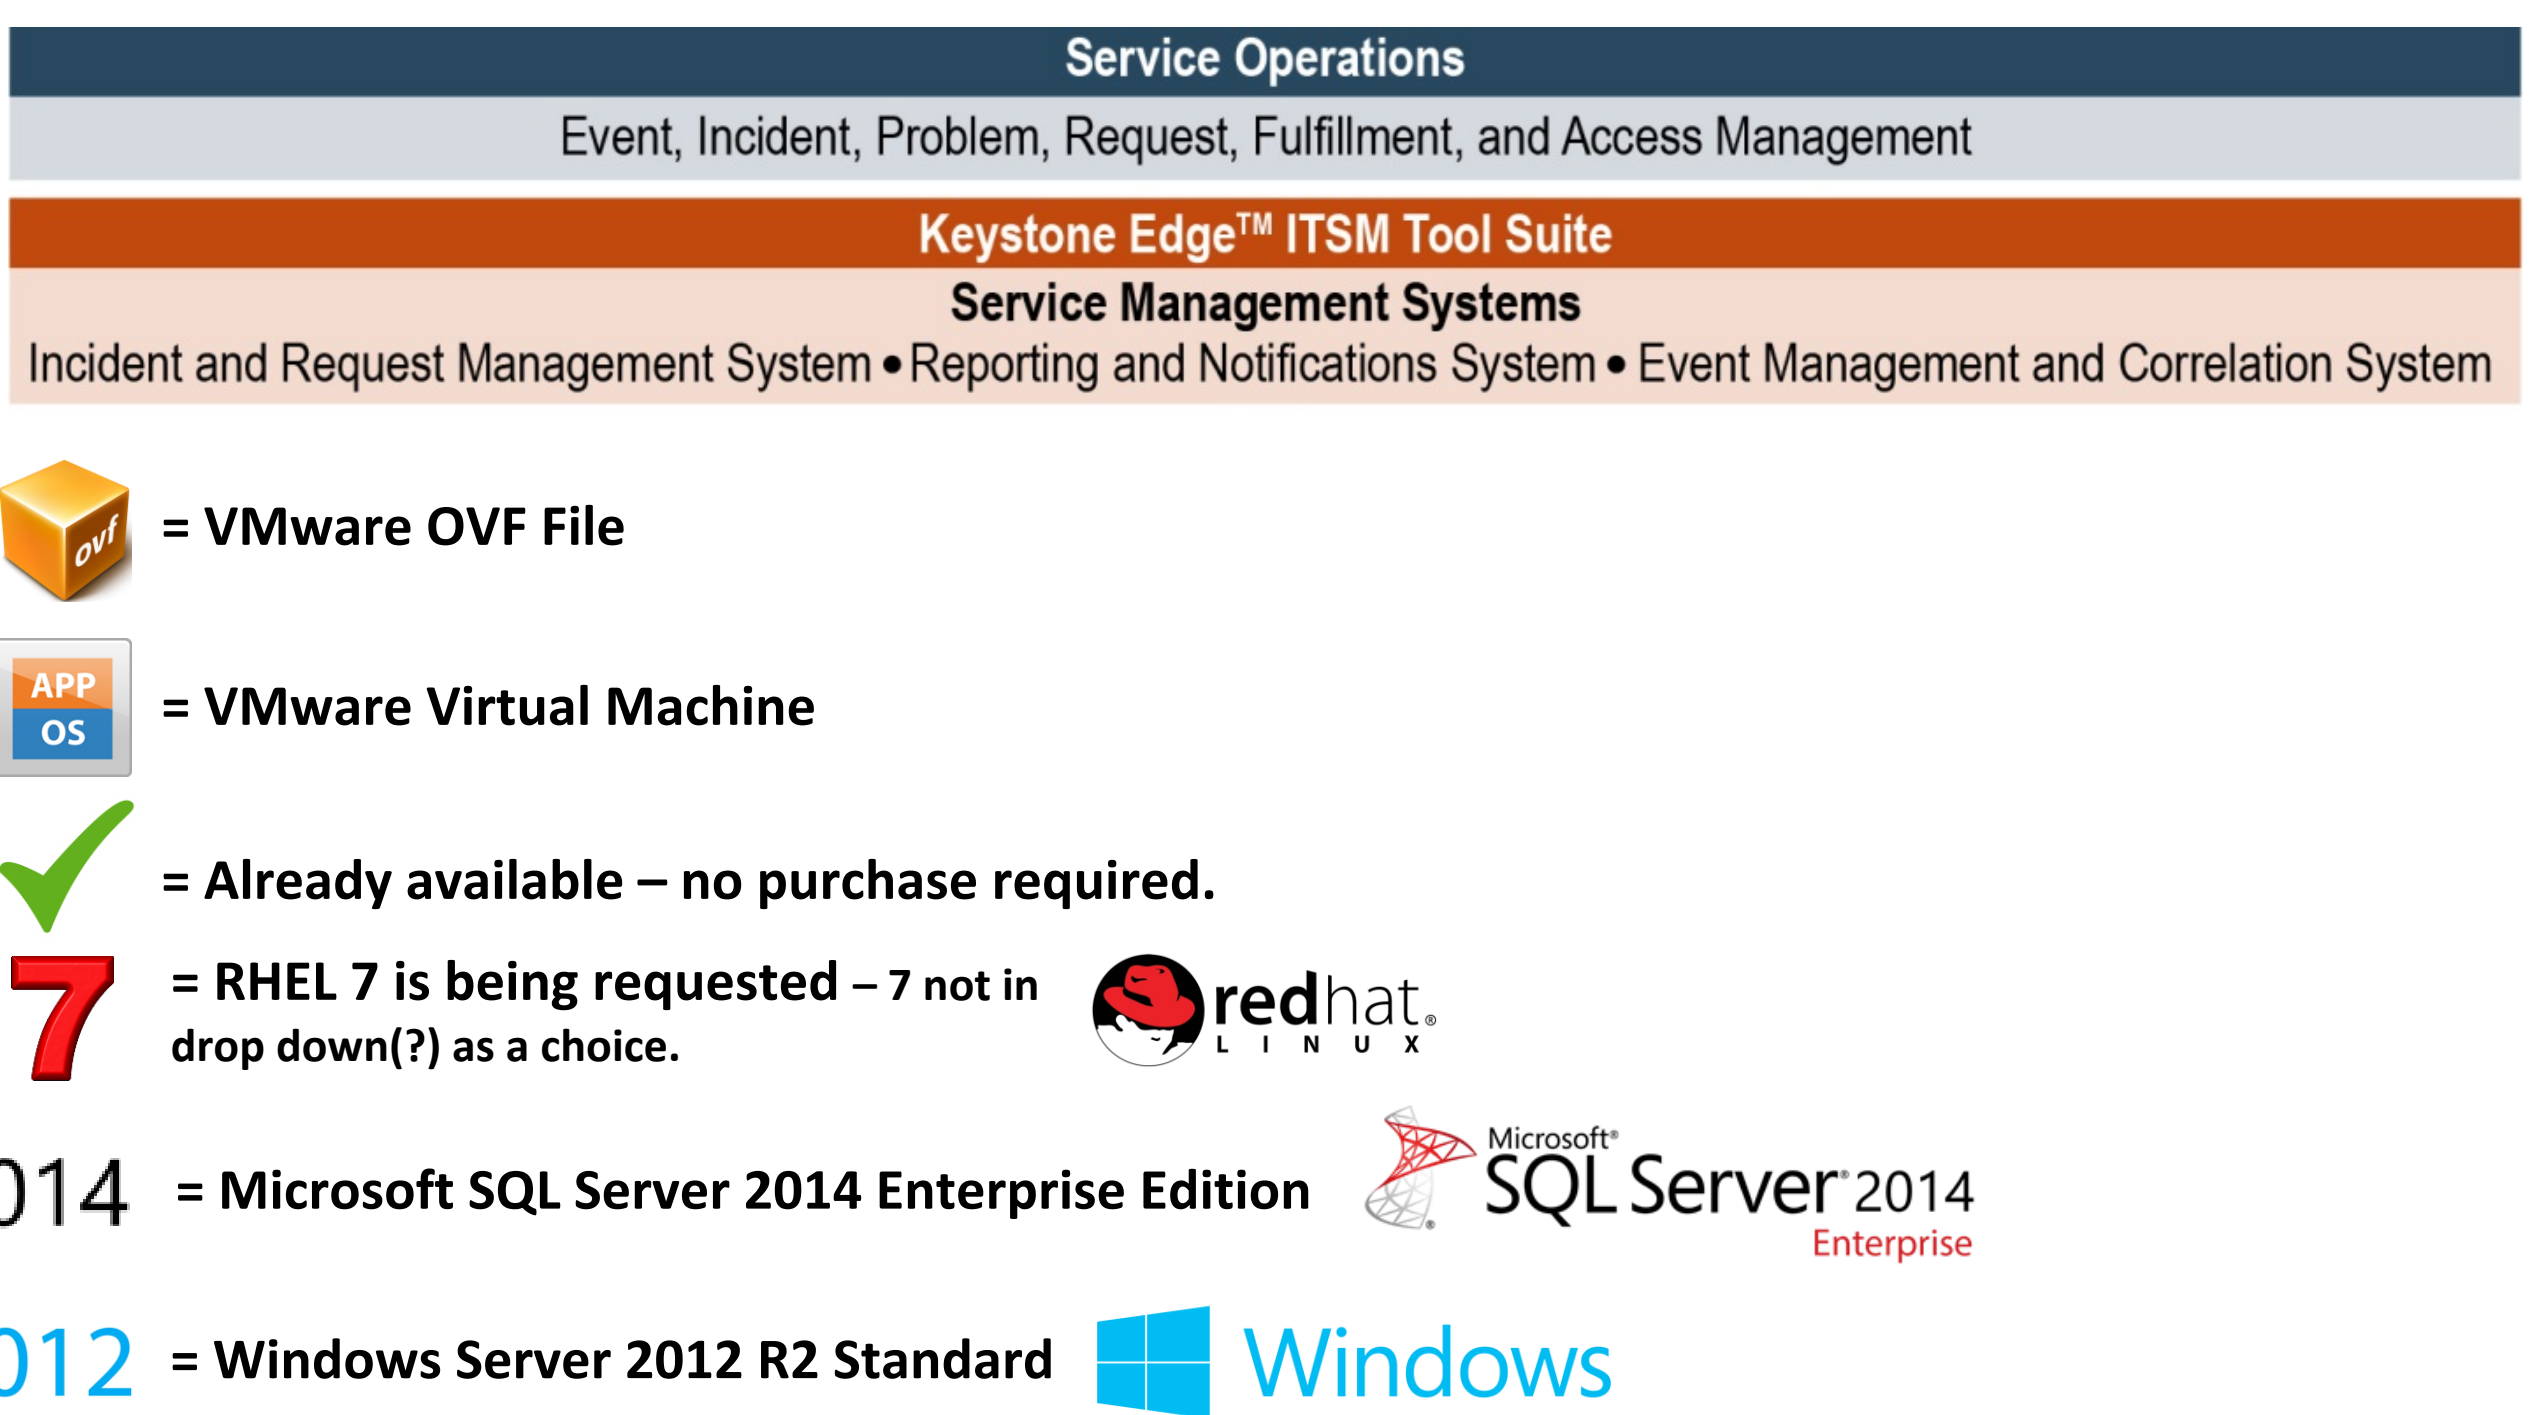 Service Operations
Event, Incident, Problem, Request, Fulfillment, and Access Management
Keystone Edge™ ITSM Tool Suite
Service Management Systems
Incident and Request Management System • Reporting and Notifications System • Event Management and Correlation System
ovf = VMware OVF File
APP
OS
= VMware Virtual Machine
= Already available – no purchase required.
7 = RHEL 7 is being requested – 7 not in
drop down(?) as a choice.
redhat®
LINUX
014 = Microsoft SQL Server 2014 Enterprise Edition
Microsoft®
SQL Server® 2014
Enterprise
012 = Windows Server 2012 R2 Standard
Windows